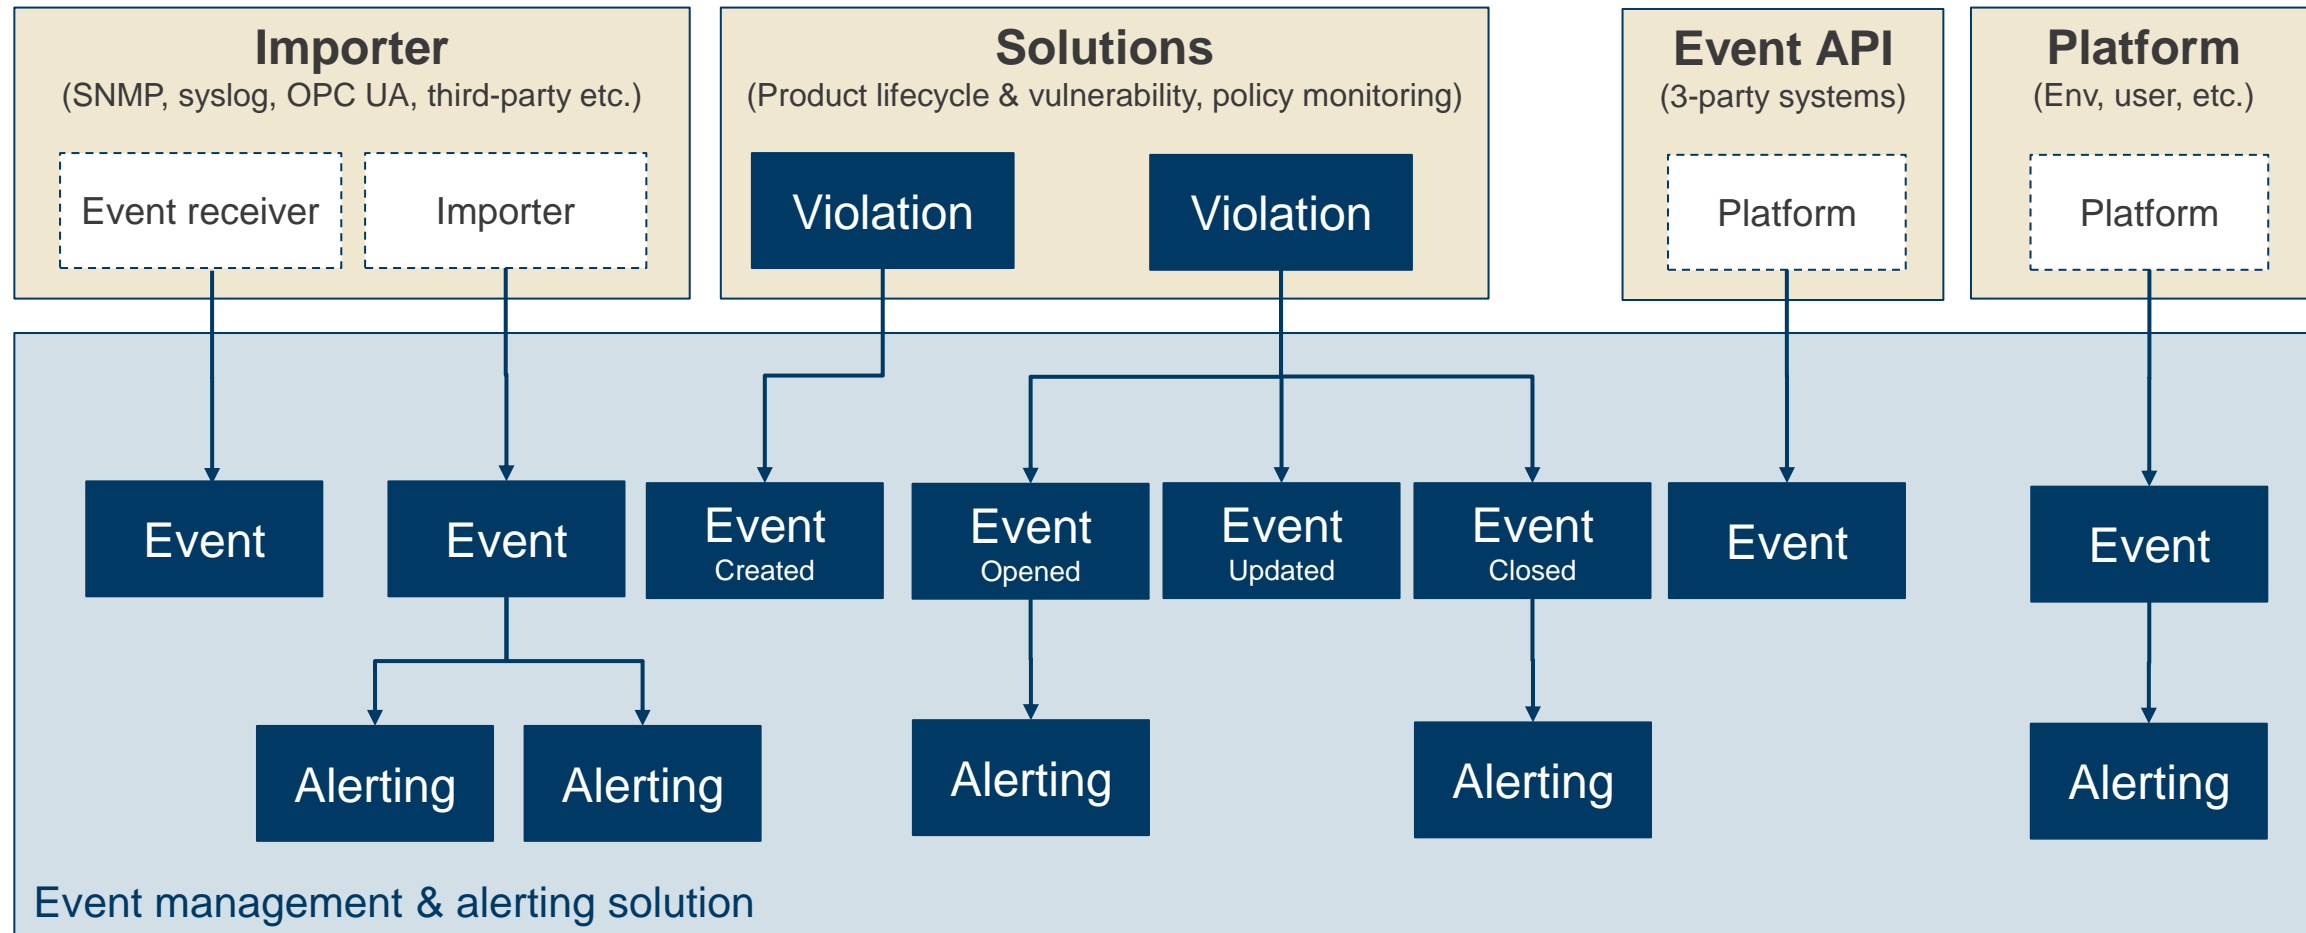 Importer
(SNMP, syslog, OPC UA, third-party etc.)
Event receiver
Importer
Solutions
(Product lifecycle & vulnerability, policy monitoring)
Violation
Violation
Event API
(3-party systems)
Platform
Platform
(Env, user, etc.)
Platform
Event
Event
Event
Created
Event
Opened
Event
Updated
Event
Closed
Event
Event
Alerting
Alerting
Alerting
Alerting
Alerting
Event management & alerting solution